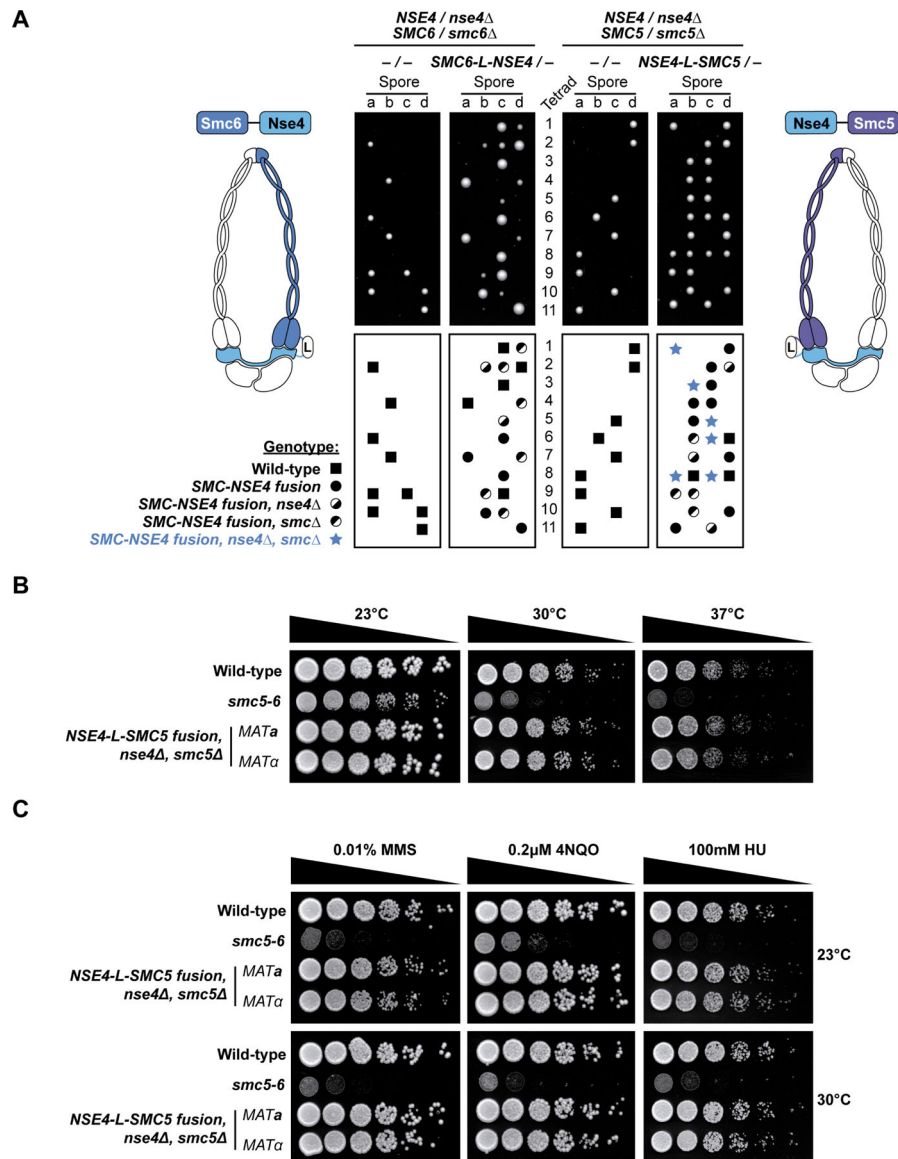 A
NSE4 / nse4Δ
SMC6 / smc6Δ
NSE4 / nse4Δ
SMC5 / smc5Δ
– / –
SMC6-L-NSE4 / –
– / –
NSE4-L-SMC5 / –
Spore
Spore
Tetrad
Spore
Spore
a b c d
a b c d
a b c d
a b c d
Smc6 Nse4
Nse4 Smc5
1
2
3
4
5
6
7
8
9
10
11
L
L
1
2
3
4
5
6
7
8
9
10
11
Genotype:
Wild-type
SMC-NSE4 fusion
SMC-NSE4 fusion, nse4Δ
SMC-NSE4 fusion, smcΔ
SMC-NSE4 fusion, nse4Δ, smcΔ
B
23°C 30°C 37°C
Wild-type
smc5-6
NSE4-L-SMC5 fusion,
nse4Δ, smc5Δ
MATa
MATα
C
0.01% MMS 0.2µM 4NQO 100mM HU
Wild-type
smc5-6
NSE4-L-SMC5 fusion,
nse4Δ, smc5Δ
MATa
MATα
23°C
Wild-type
smc5-6
NSE4-L-SMC5 fusion,
nse4Δ, smc5Δ
MATa
MATα
30°C